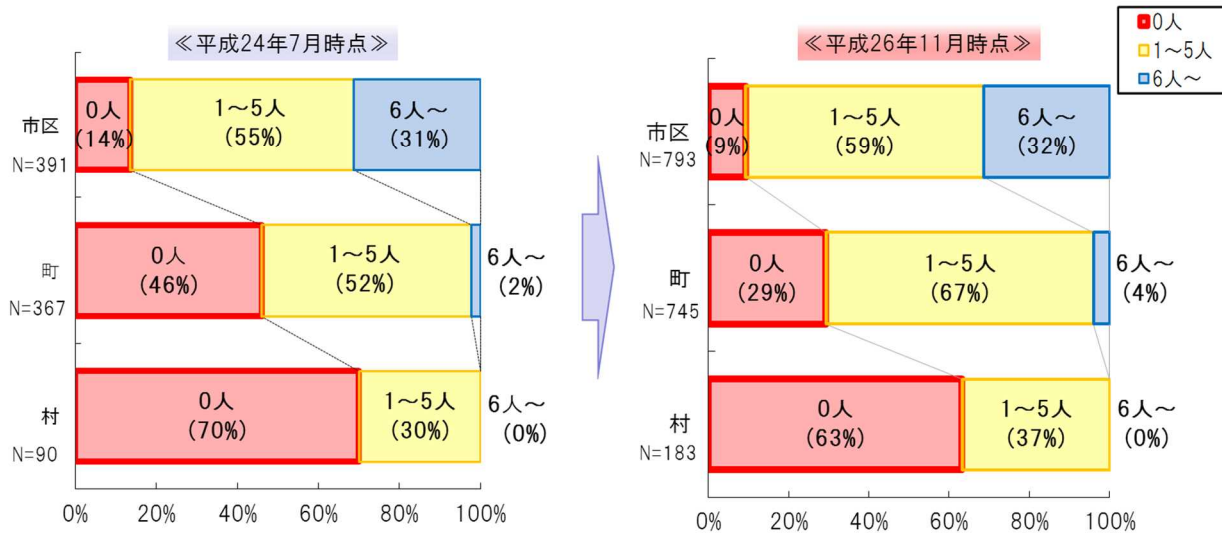 ≪平成24年7月時点≫
市区
N=391
0人
(14%)
1～5人
(55%)
6人～
(31%)
町
N=367
0人
(46%)
1～5人
(52%)
6人～
(2%)
村
N=90
0人
(70%)
1～5人
(30%)
6人～
(0%)
0% 20% 40% 60% 80% 100%
≪平成26年11月時点≫
0人
1～5人
6人～
市区
N=793
0人
(9%)
1～5人
(59%)
6人～
(32%)
町
N=745
0人
(29%)
1～5人
(67%)
6人～
(4%)
村
N=183
0人
(63%)
1～5人
(37%)
6人～
(0%)
0% 20% 40% 60% 80% 100%